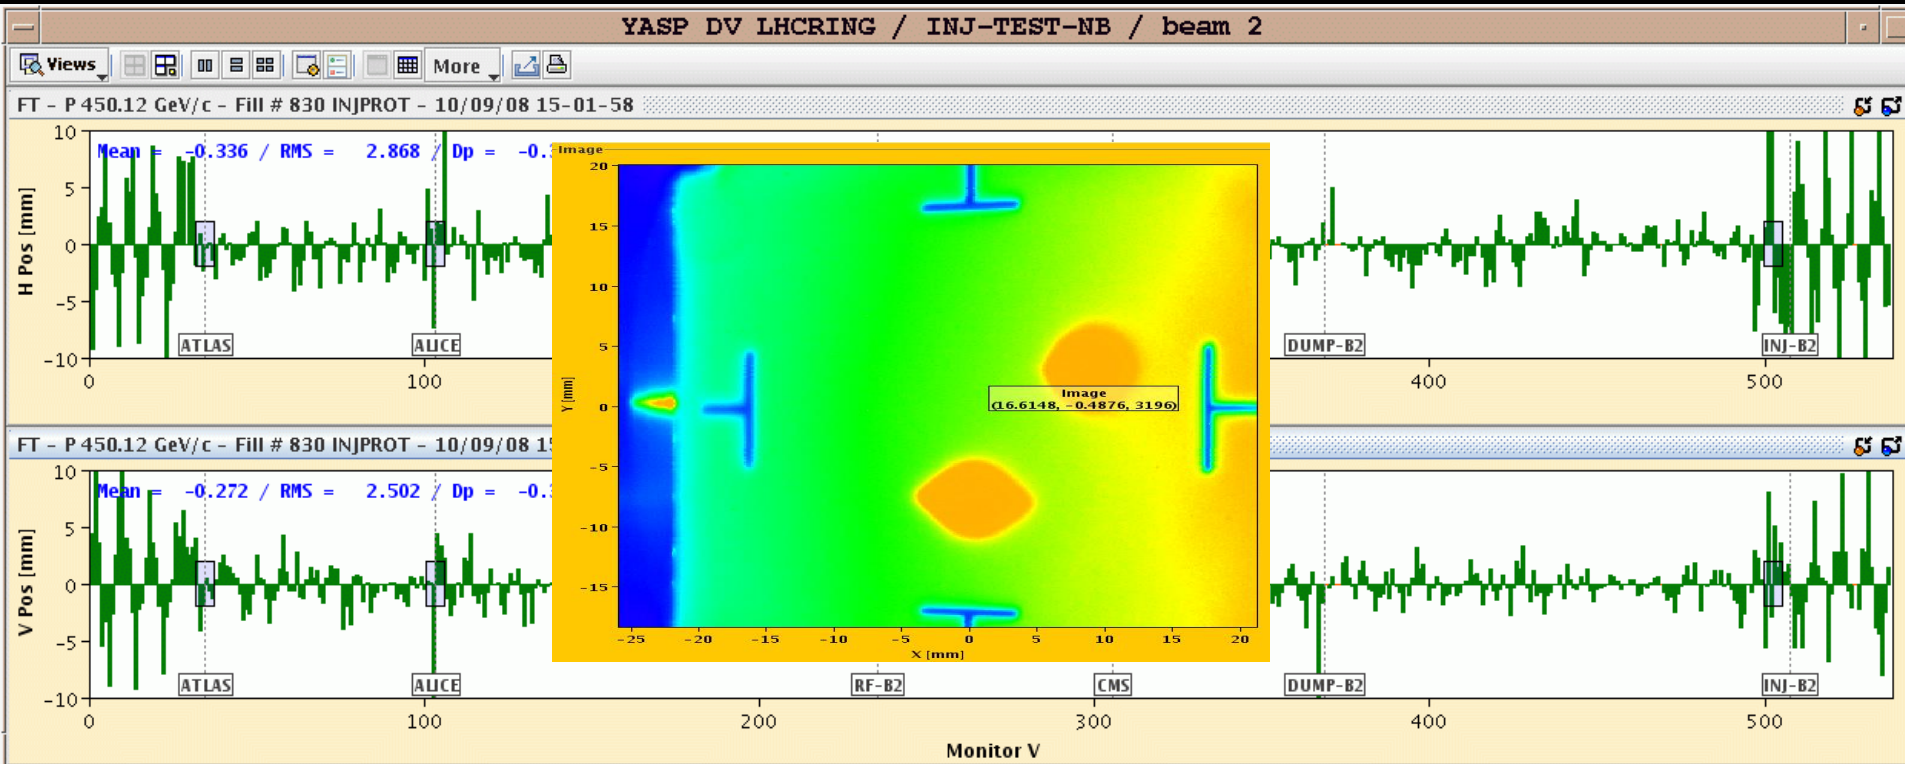 YASP DV LHCRING / INJ-TEST-NB / beam 2
Views More
FT - P 450.12 GeV/c - Fill # 830 INJPROT - 10/09/08 15-01-58
10
Mean = -0.336 / RMS = 2.868 / Dp = -0.
5
0
-5
-10
H Pos [mm]
ATLAS ALICE DUMP-B2 INJ-B2
0 100 400 500
Image
20
15
10
5
0
-5
-10
-15
Y [mm]
Image
(16.6148, -0.4876, 3196)
-25 -20 -15 -10 -5 0 5 10 15 20
X [mm]
FT - P 450.12 GeV/c - Fill # 830 INJPROT - 10/09/08 1
10
Mean = -0.272 / RMS = 2.502 / Dp = -0.
5
0
-5
-10
V Pos [mm]
ATLAS ALICE RF-B2 CMS DUMP-B2 INJ-B2
0 100 200 300 400 500
Monitor V